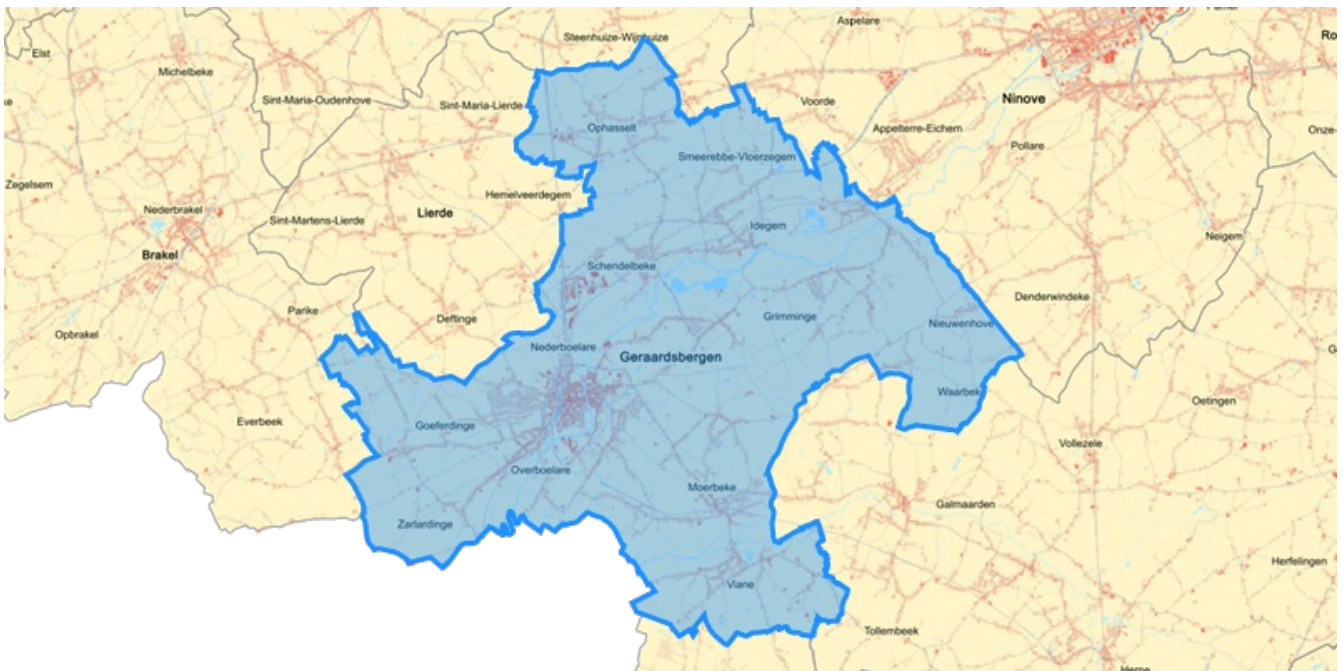 Aspelare
Steenhuize-Wijnhuize
Elst
Michelbeke
Sint-Maria-Oudenhove
Sint-Maria-Lierde
Voorde
Ninove
Ophasselt
Appelterre-Eichem
Pollare
Smeerebbe-Vloerzegem
Zegelsem
Hemelveerdegem
Nederbrakel
Lierde
Sint-Martens-Lierde
Idegem
Neigem
Brakel
Schendelbeke
Denderwindeke
Parike
Deftinge
Grimminge
Nieuwenhove
Opbrakel
Nederboelare
Geraardsbergen
Waarbeke
Oetingen
Everbeek
Goeferdinge
Vollezele
Overboelare
Moerbeke
Galmaarden
Zarlardinge
Herfelingen
Viane
Tollembeek
Herne